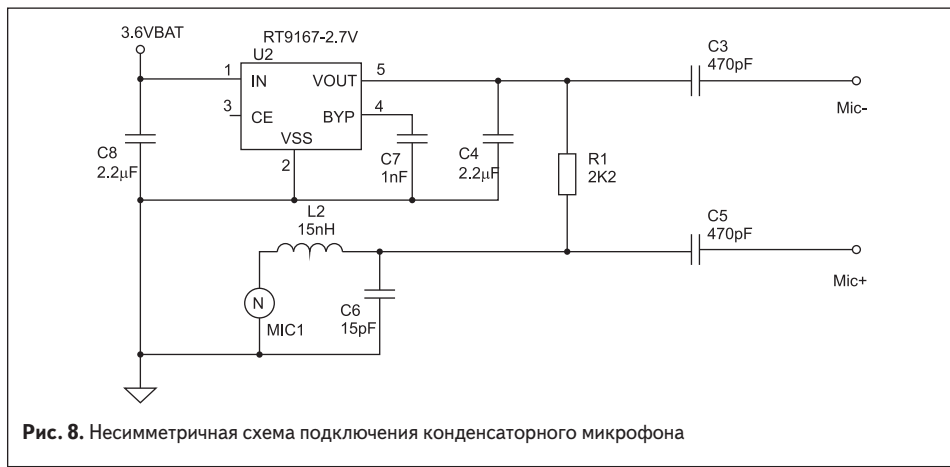 3.6VBAT
RT9167-2.7V
U2
1
IN
VOUT
5
3
CE
BYP
4
VSS
2
C8
2.2µF
C7
1nF
C4
2.2µF
R1
2K2
C3
470pF
Mic-
L2
15nH
N
MIC1
C6
15pF
C5
470pF
Mic+
Рис. 8. Несимметричная схема подключения конденсаторного микрофона